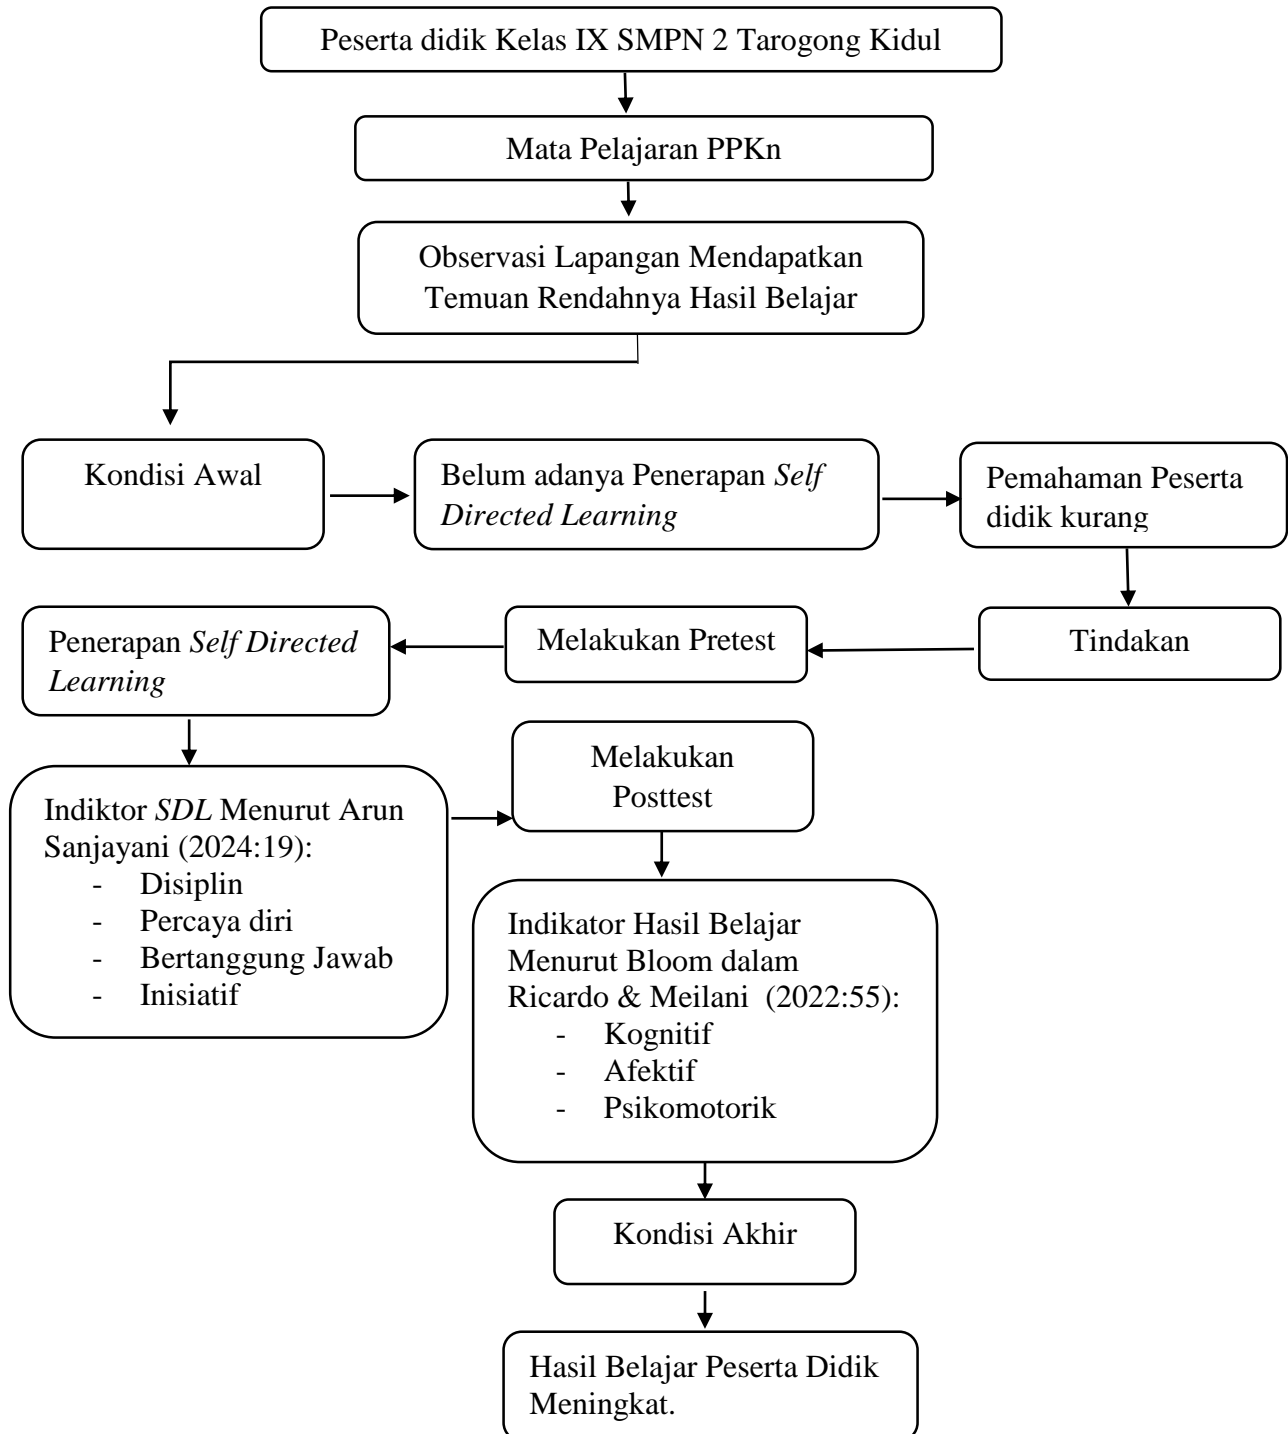 Peserta didik Kelas IX SMPN 2 Tarogong Kidul
Mata Pelajaran PPKn
Observasi Lapangan Mendapatkan
Temuan Rendahnya Hasil Belajar
Kondisi Awal
Belum adanya Penerapan Self
Directed Learning
Pemahaman Peserta
didik kurang
Tindakan
Melakukan Pretest
Penerapan Self Directed
Learning
Indiktor SDL Menurut Arun
Sanjayani (2024:19):
- Disiplin
- Percaya diri
- Bertanggung Jawab
- Inisiatif
Melakukan
Posttest
Indikator Hasil Belajar
Menurut Bloom dalam
Ricardo & Meilani (2022:55):
- Kognitif
- Afektif
- Psikomotorik
Kondisi Akhir
Hasil Belajar Peserta Didik
Meningkat.